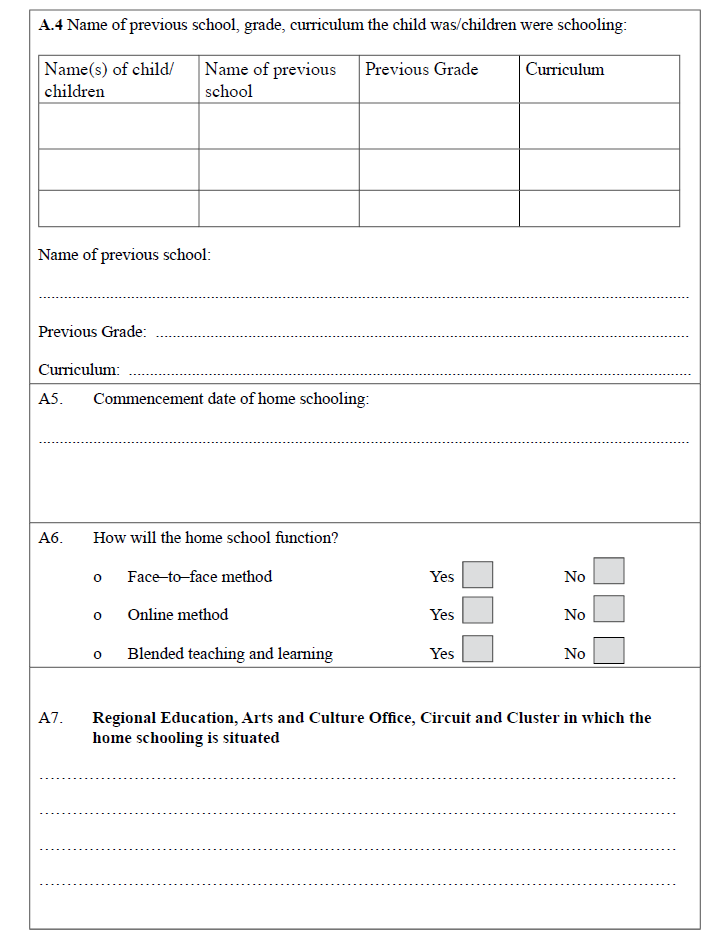 A.4 Name of previous school, grade, curriculum the child was/children were schooling:
Name(s) of child/ children
Name of previous school
Previous Grade
Curriculum
Name of previous school:
Previous Grade:
Curriculum:
A5. Commencement date of home schooling:
A6. How will the home school function?
o Face–to–face method Yes No
o Online method Yes No
o Blended teaching and learning Yes No
A7. Regional Education, Arts and Culture Office, Circuit and Cluster in which the
home schooling is situated